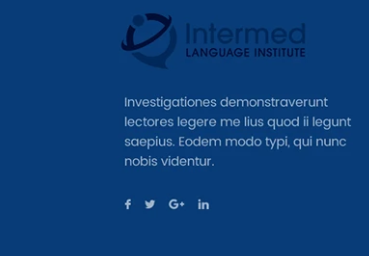 Intermed
LANGUAGE INSTITUTE
Investigationes demonstraverunt
lectores legere me lius quod ii legunt
saepius. Eodem modo typi, qui nunc
nobis videntur.